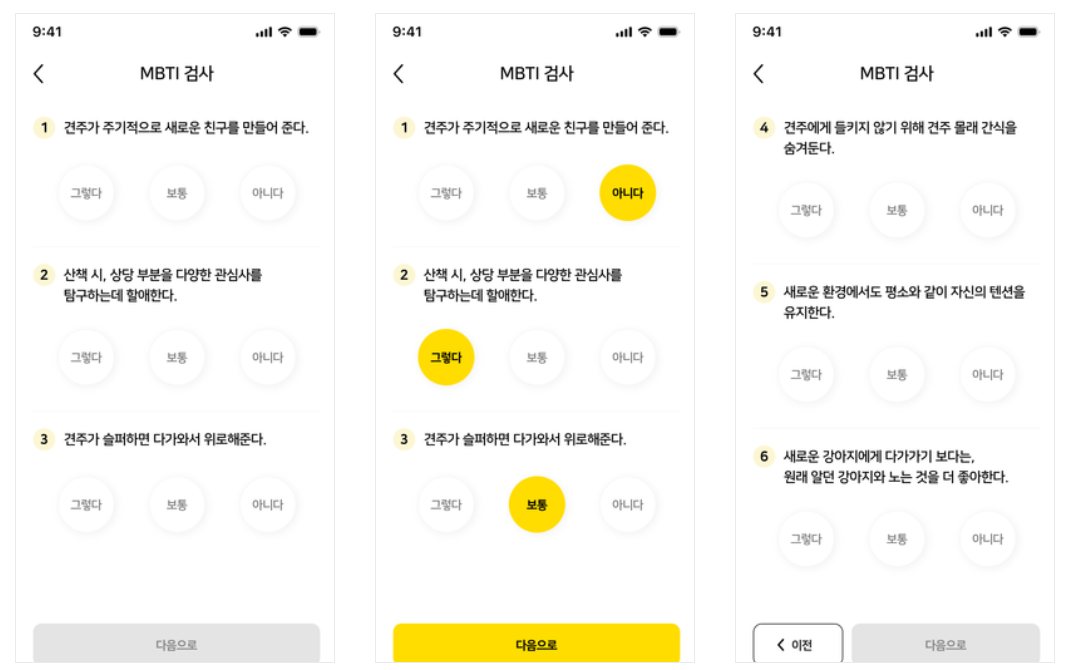 9:41
MBTI 검사
1 견주가 주기적으로 새로운 친구를 만들어 준다.
그렇다 보통 아니다
2 산책 시, 상당 부분을 다양한 관심사를
탐구하는데 할애한다.
그렇다 보통 아니다
3 견주가 슬퍼하면 다가와서 위로해준다.
그렇다 보통 아니다
다음으로
9:41
MBTI 검사
1 견주가 주기적으로 새로운 친구를 만들어 준다.
그렇다 보통 아니다
2 산책 시, 상당 부분을 다양한 관심사를
탐구하는데 할애한다.
그렇다 보통 아니다
3 견주가 슬퍼하면 다가와서 위로해준다.
그렇다 보통 아니다
다음으로
9:41
MBTI 검사
4 견주에게 들키지 않기 위해 견주 몰래 간식을
숨겨둔다.
그렇다 보통 아니다
5 새로운 환경에서도 평소와 같이 자신의 텐션을
유지한다.
그렇다 보통 아니다
6 새로운 강아지에게 다가가기 보다는,
원래 알던 강아지와 노는 것을 더 좋아한다.
그렇다 보통 아니다
이전 다음으로